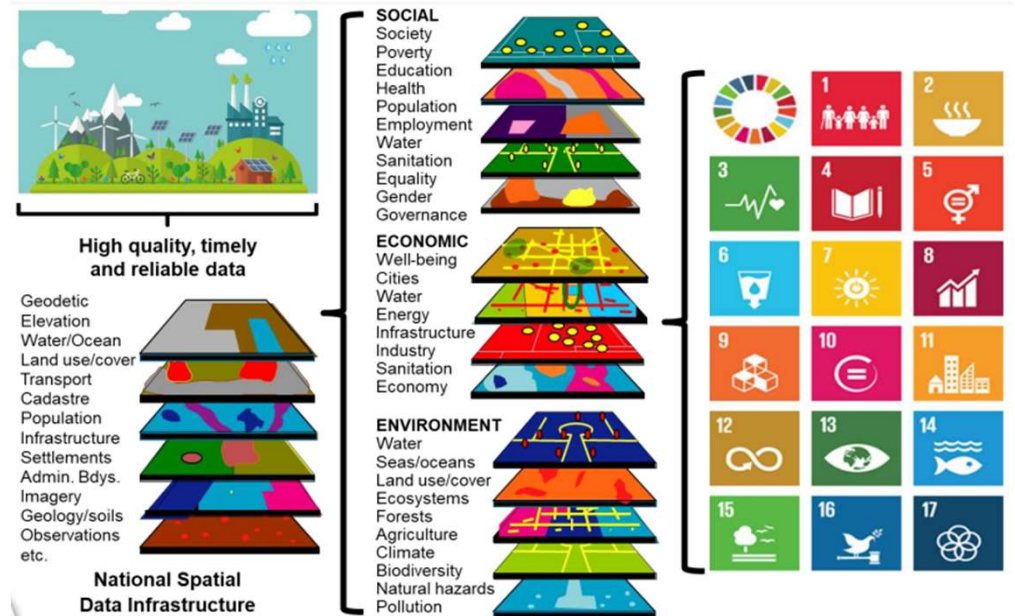 High quality, timely
and reliable data
Geodetic
Elevation
Water/Ocean
Land use/cover
Transport
Cadastre
Population
Infrastructure
Settlements
Admin. Bdys.
Imagery
Geology/soils
Observations
etc.
National Spatial
Data Infrastructure
SOCIAL
Society
Poverty
Education
Health
Population
Employment
Water
Sanitation
Equality
Gender
Governance
ECONOMIC
Well-being
Cities
Water
Energy
Infrastructure
Industry
Sanitation
Economy
ENVIRONMENT
Water
Seas/oceans
Land use/cover
Ecosystems
Forests
Agriculture
Climate
Biodiversity
Natural hazards
Pollution
1
2
3
4
5
6
7
8
9
10
11
12
13
14
15
16
17